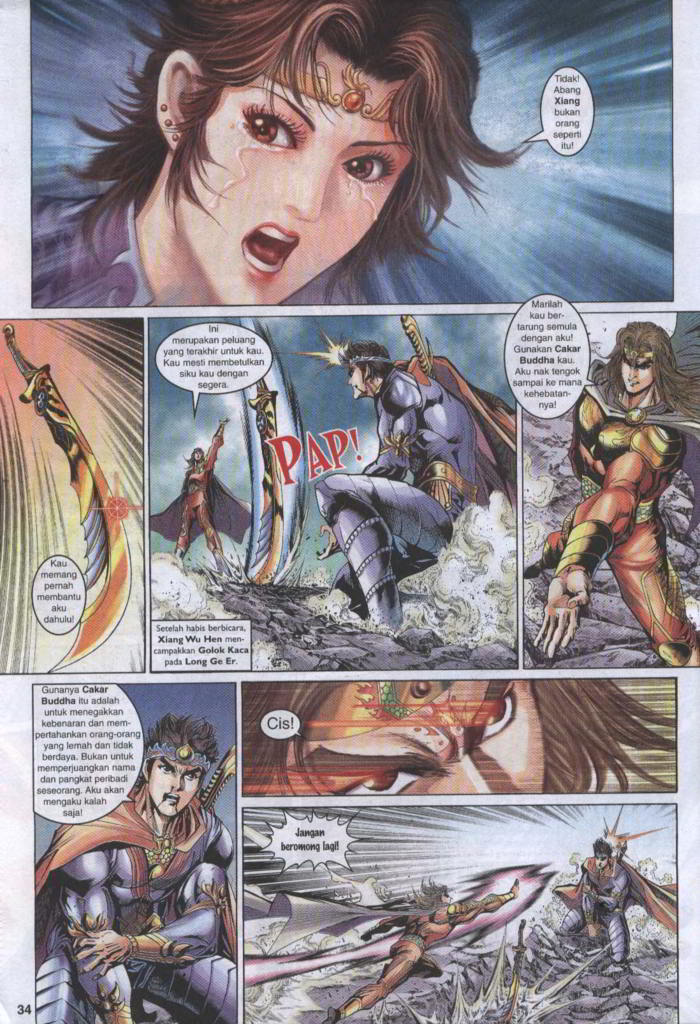 Tidak!
Abang
Xiang
bukan
orang
seperti
itu!
Kau
memang
pernah
membantu
aku
dahulu!
Ini
merupakan peluang
yang terakhir untuk kau.
Kau mesti membetulkan
siku kau dengan
segera.
PAP!
Setelah habis berbicara,
Xiang Wu Hen men-
campakkan Golok Kaca
pada Long Ge Er.
Marilah
kau ber-
tarung semula
dengan aku!
Gunakan Cakar
Buddha kau.
Aku nak tengok
sampai ke mana
kehebatan-
nya!
Gunanya Cakar
Buddha itu adalah
untuk menegakkan
kebenaran dan mem-
pertahankan orang-orang
yang lemah dan tidak
berdaya. Bukan untuk
memperjuangkan nama
dan pangkat peribadi
seseorang. Aku akan
mengaku kalah
saja!
Cis!
Jangan
beromong lagi!
34